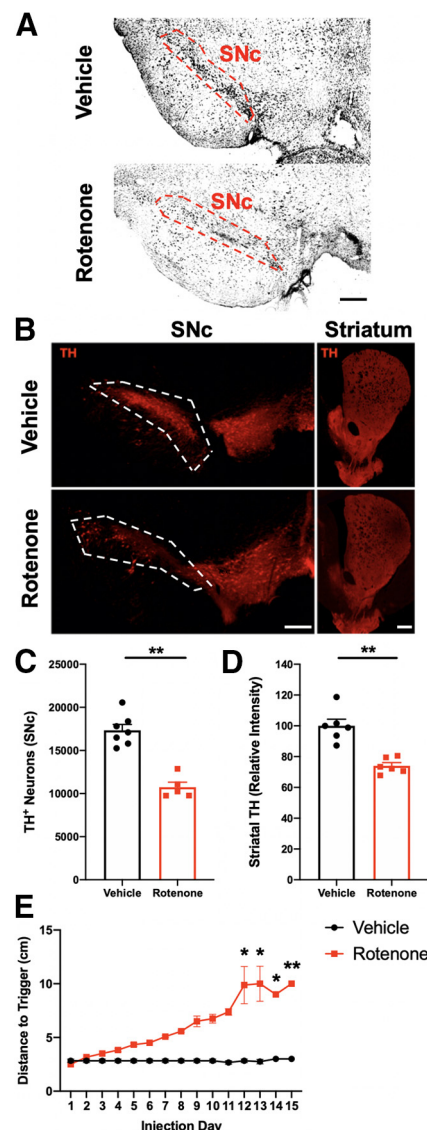 A
Vehicle
SNc
Rotenone
SNc
B
SNc
Striatum
Vehicle
TH
TH
Rotenone
C
**
TH+ Neurons (SNc)
25000
20000
15000
10000
5000
0
Vehicle
Rotenone
D
**
Striatal TH (Relative Intensity)
140
120
100
80
60
40
20
0
Vehicle
Rotenone
E
Vehicle
Rotenone
Distance to Trigger (cm)
15
10
5
0
* * * **
1 2 3 4 5 6 7 8 9 10 11 12 13 14 15
Injection Day